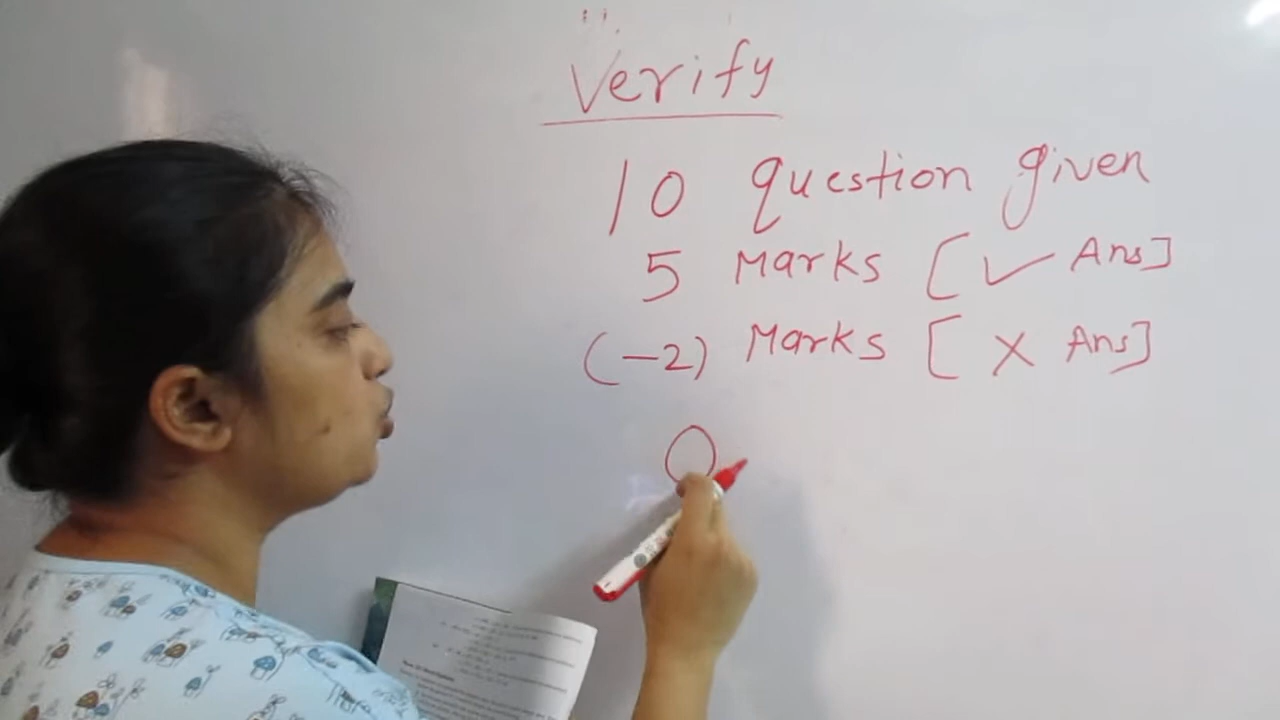 Verify
10 question given
5 Marks [✓ Ans]
(-2) Marks [X Ans]
0